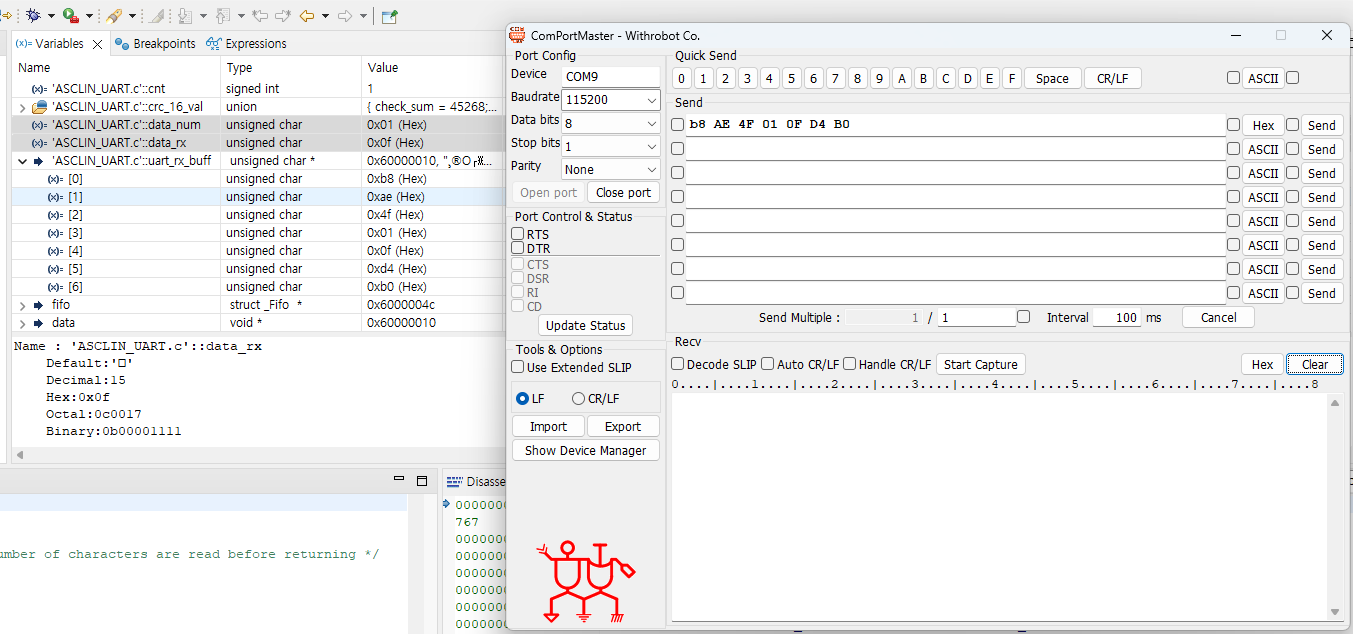 (x)= Variables
Breakpoints
Expressions
Name Type Value
(x)= 'ASCLIN_UART.c'::cnt signed int 1
'ASCLIN_UART.c'::crc_16_val union { check_sum = 45268;...
(x)= 'ASCLIN_UART.c'::data_num unsigned char 0x01 (Hex)
(x)= 'ASCLIN_UART.c'::data_rx unsigned char 0x0f (Hex)
'ASCLIN_UART.c'::uart_rx_buff unsigned char * 0x60000010, "¸®O
(x)= [0] unsigned char 0xb8 (Hex)
(x)= [1] unsigned char 0xae (Hex)
(x)= [2] unsigned char 0x4f (Hex)
(x)= [3] unsigned char 0x01 (Hex)
(x)= [4] unsigned char 0x0f (Hex)
(x)= [5] unsigned char 0xd4 (Hex)
(x)= [6] unsigned char 0xb0 (Hex)
fifo struct _Fifo * 0x6000004c
data void * 0x60000010
Name : 'ASCLIN_UART.c'::data_rx
Default:'□'
Decimal:15
Hex:0x0f
Octal:0c0017
Binary:0b00001111
umber of characters are read before returning */
Disasse
0000000
767
0000000
0000000
0000000
0000000
0000000
0000000
COM ComPortMaster - Withrobot Co.
Port Config
Device COM9
Baudrate 115200
Data bits 8
Stop bits 1
Parity None
Open port Close port
Port Control & Status
RTS
DTR
CTS
DSR
RI
CD
Update Status
Tools & Options
Use Extended SLIP
LF CR/LF
Import Export
Show Device Manager
Quick Send
0 1 2 3 4 5 6 7 8 9 A B C D E F Space CR/LF ASCII
Send
b8 AE 4F 01 0F D4 B0 Hex Send
ASCII Send
ASCII Send
ASCII Send
ASCII Send
ASCII Send
ASCII Send
ASCII Send
Send Multiple : 1 / 1 Interval 100 ms Cancel
Recv
Decode SLIP Auto CR/LF Handle CR/LF Start Capture Hex Clear
0....|....1....|....2....|....3....|....4....|....5....|....6....|....7....|....8